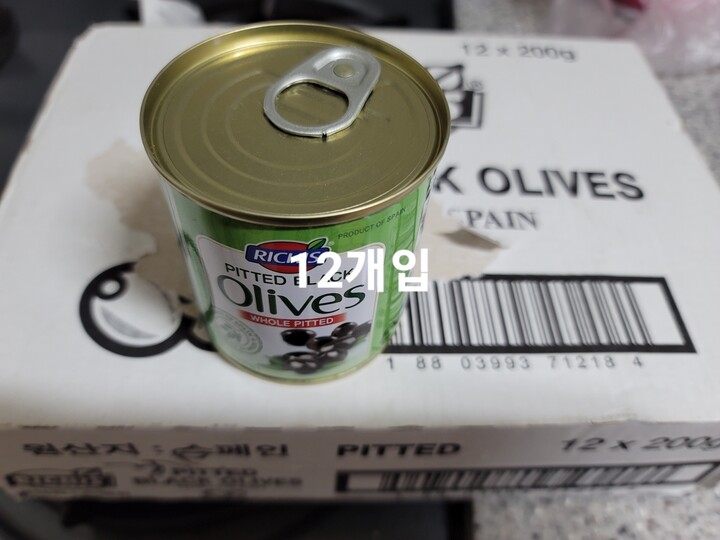 12 x 200g
K OLIVES
SPAIN
PRODUCT OF SPAIN
RICH'S
PITTED BLACK
12개입
Olives
WHOLE PITTED
1 88 03993 71218 4
원산지 : 스페인 PITTED 12 x 200g
PITTED
BLACK OLIVES